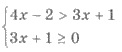 4x − 2 > 3x + 1
3x + 1 ≥ 0